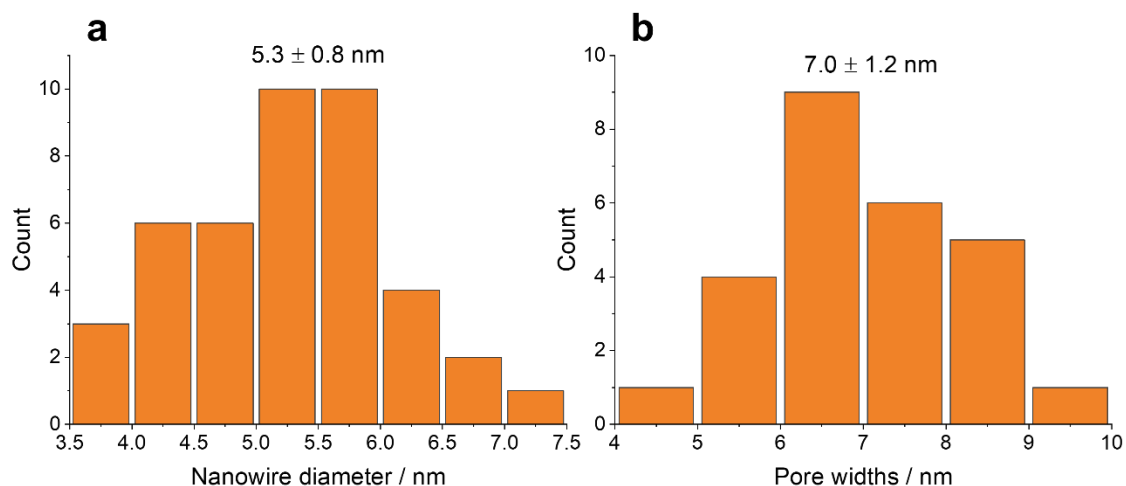 a
5.3 ± 0.8 nm
10
8
6
4
2
0
Count
3.5 4.0 4.5 5.0 5.5 6.0 6.5 7.0 7.5
Nanowire diameter / nm
b
7.0 ± 1.2 nm
10
8
6
4
2
0
Count
4 5 6 7 8 9 10
Pore widths / nm